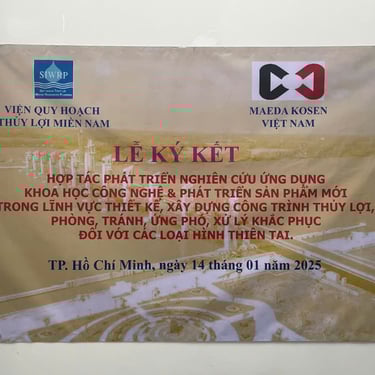 SIWRP
VIỆN QUY HOẠCH
THỦY LỢI MIỀN NAM
MAEDA KOSEN
VIỆT NAM
LỄ KÝ KẾT
HỢP TÁC PHÁT TRIỂN NGHIÊN CỨU ỨNG DỤNG
KHOA HỌC CÔNG NGHỆ & PHÁT TRIỂN SẢN PHẨM MỚI
TRONG LĨNH VỰC THIẾT KẾ, XÂY DỰNG CÔNG TRÌNH THỦY LỢI,
PHÒNG, TRÁNH, ỨNG PHÓ, XỬ LÝ KHẮC PHỤC
ĐỐI VỚI CÁC LOẠI HÌNH THIÊN TAI.
TP. Hồ Chí Minh, ngày 14 tháng 01 năm 2025